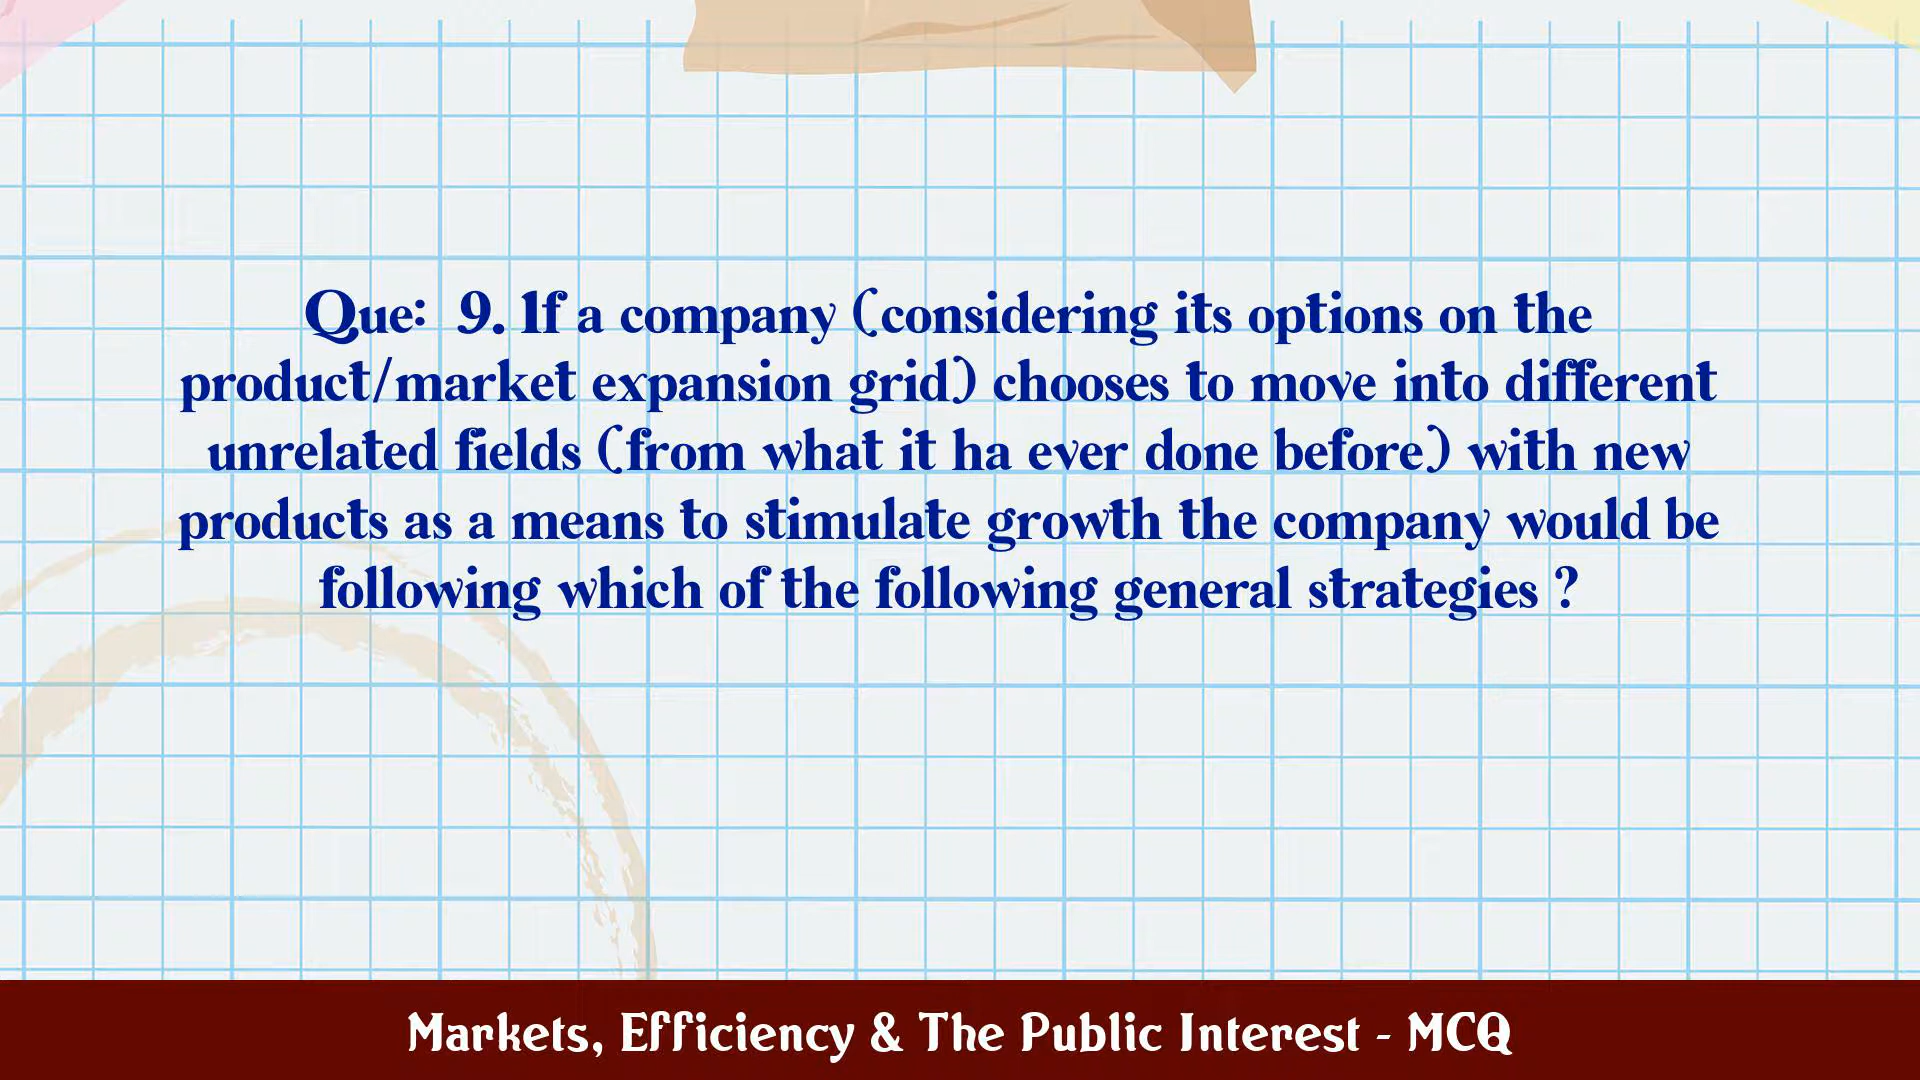 Que: 9. If a company (considering its options on the
product/market expansion grid) chooses to move into different
unrelated fields (from what it ha ever done before) with new
products as a means to stimulate growth the company would be
following which of the following general strategies ?
Markets, Efficiency & The Public Interest - MCQ